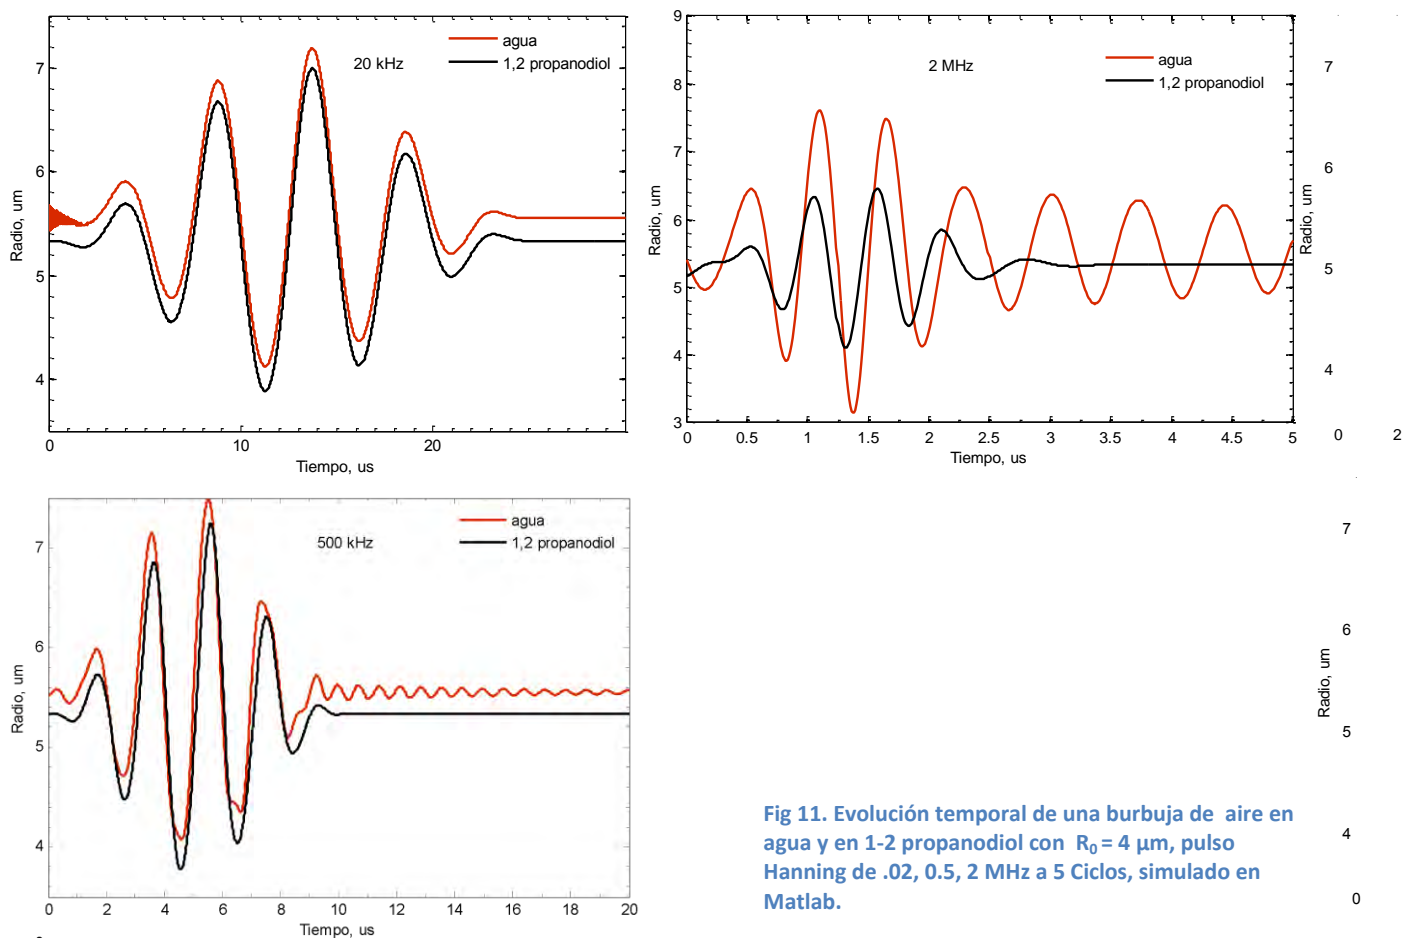 agua
20 kHz
1,2 propanodiol
7
6
5
4
Radio, um
0
10
20
Tiempo, us
agua
2 MHz
1,2 propanodiol
9
8
7
6
5
4
3
Radio, um
0 0.5 1 1.5 2 2.5 3 3.5 4 4.5 5
Tiempo, us
7
6
5
4
Radio, um
0 2
agua
500 kHz
1,2 propanodiol
7
6
5
4
Radio, um
0 2 4 6 8 10 12 14 16 18 20
Tiempo, us
7
6
5
4
Radio, um
0
Fig 11. Evolución temporal de una burbuja de aire en
agua y en 1-2 propanodiol con R₀ = 4 µm, pulso
Hanning de .02, 0.5, 2 MHz a 5 Ciclos, simulado en
Matlab.